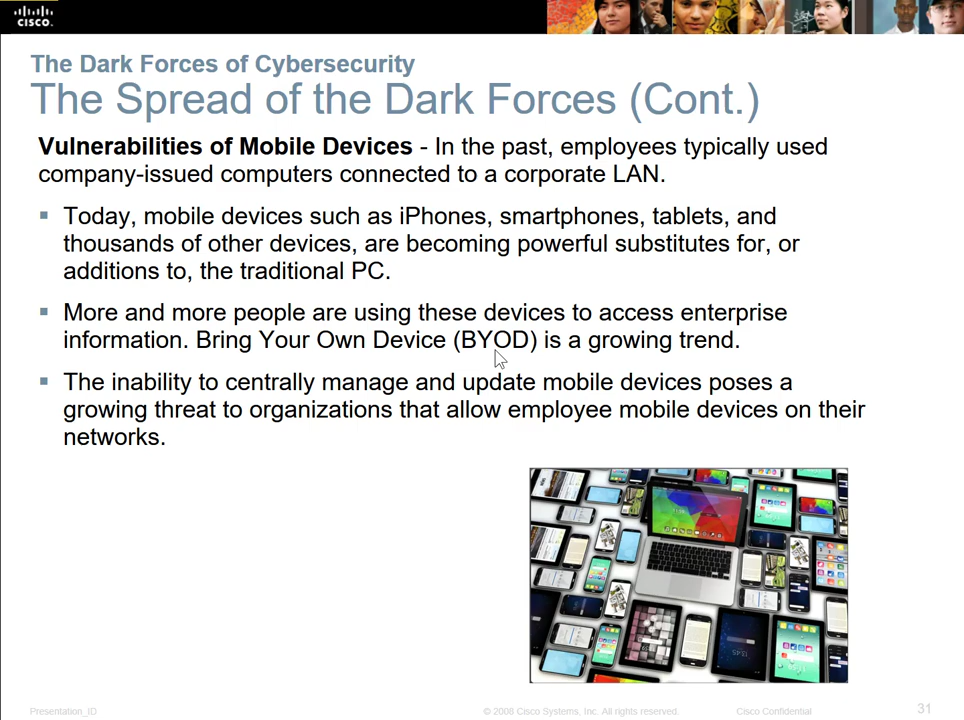 CISCO
The Dark Forces of Cybersecurity
The Spread of the Dark Forces (Cont.)
Vulnerabilities of Mobile Devices - In the past, employees typically used
company-issued computers connected to a corporate LAN.
▪ Today, mobile devices such as iPhones, smartphones, tablets, and
thousands of other devices, are becoming powerful substitutes for, or
additions to, the traditional PC.
▪ More and more people are using these devices to access enterprise
information. Bring Your Own Device (BYOD) is a growing trend.
▪ The inability to centrally manage and update mobile devices poses a
growing threat to organizations that allow employee mobile devices on their
networks.
Presentation_ID © 2008 Cisco Systems, Inc. All rights reserved. Cisco Confidential 31